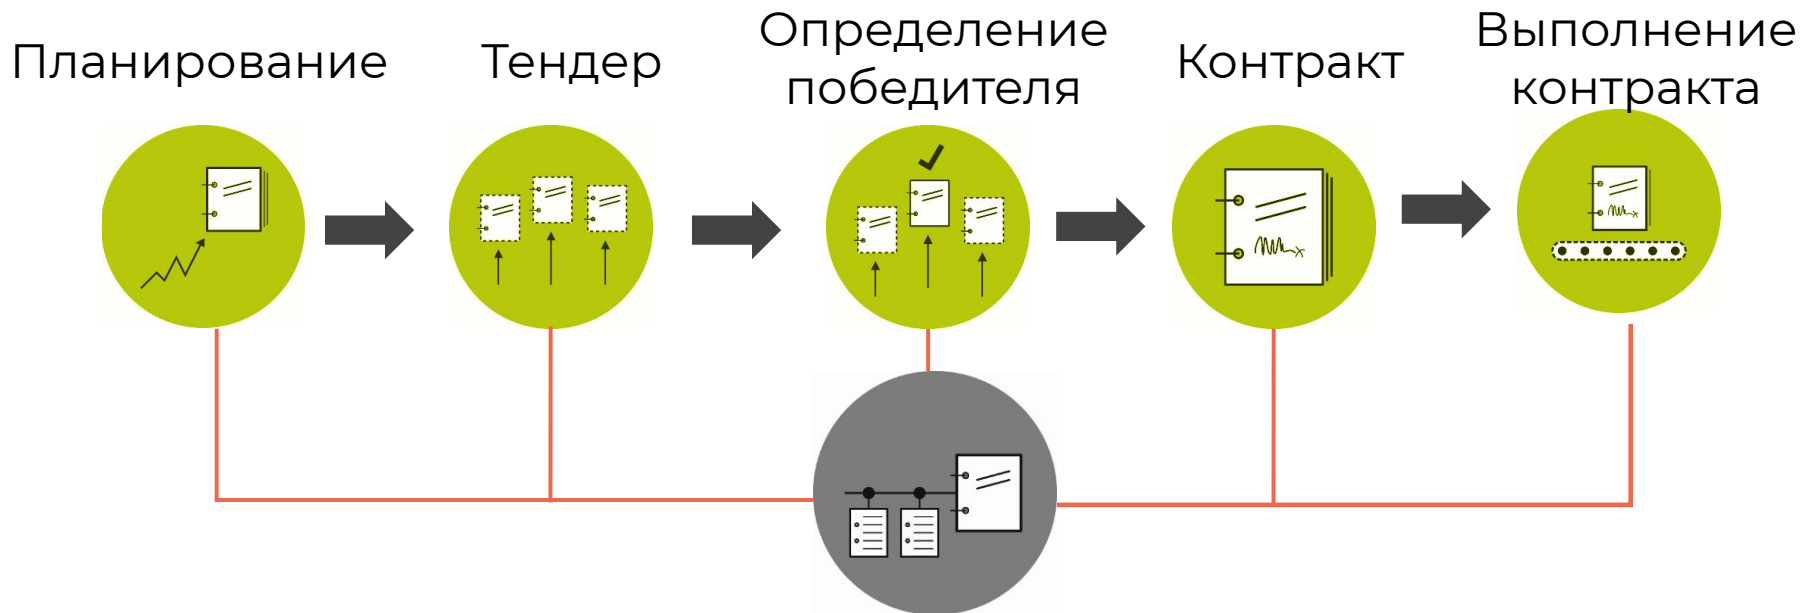 Планирование
Тендер
Определение
победителя
Контракт
Выполнение
контракта